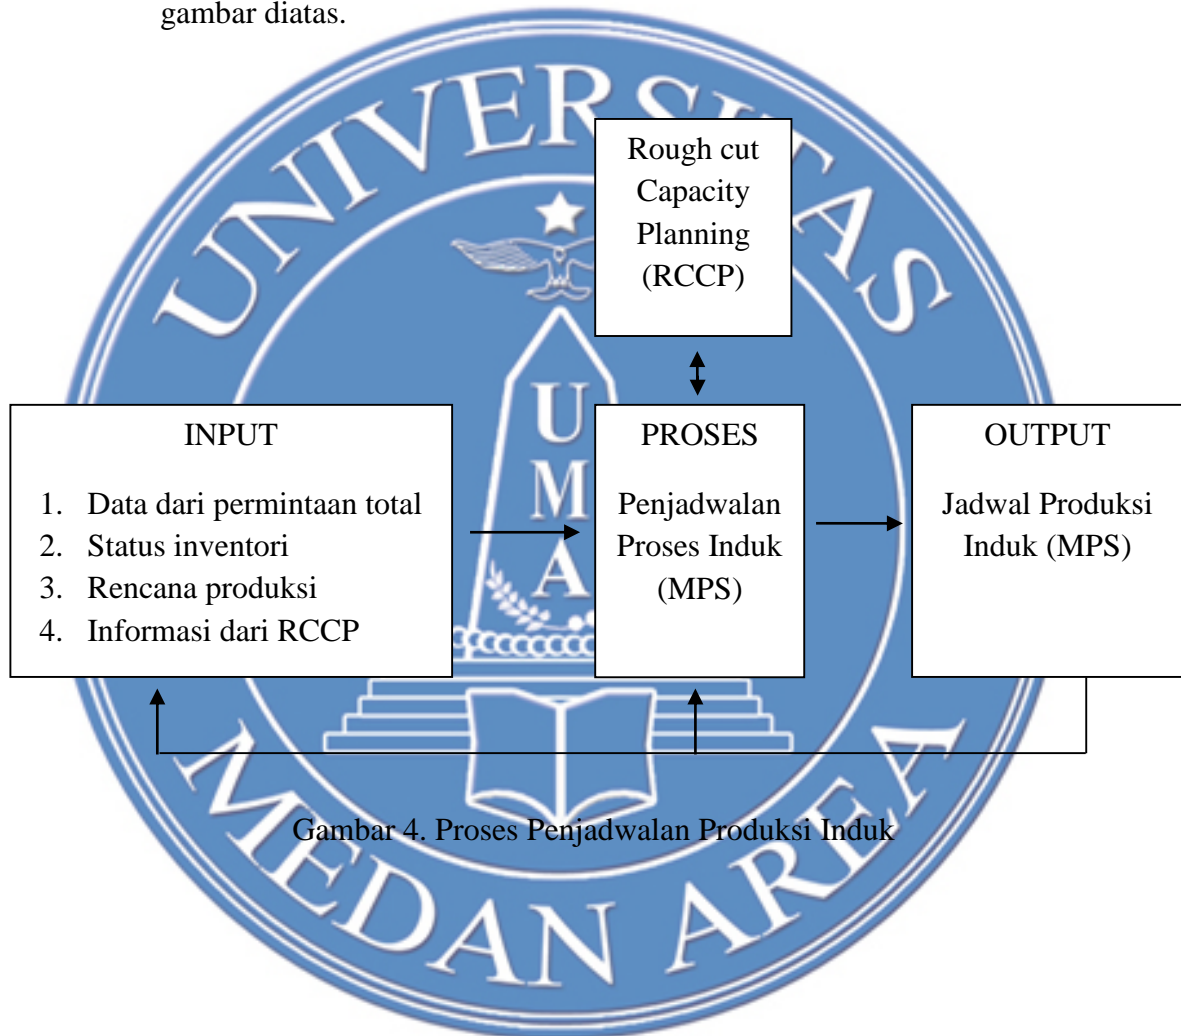 gambar diatas.
UNIVERSITAS
Rough cut
Capacity
Planning
(RCCP)
UMA
INPUT
1. Data dari permintaan total
2. Status inventori
3. Rencana produksi
4. Informasi dari RCCP
PROSES
Penjadwalan
Proses Induk
(MPS)
OUTPUT
Jadwal Produksi
Induk (MPS)
Gambar 4. Proses Penjadwalan Produksi Induk
MEDAN AREA